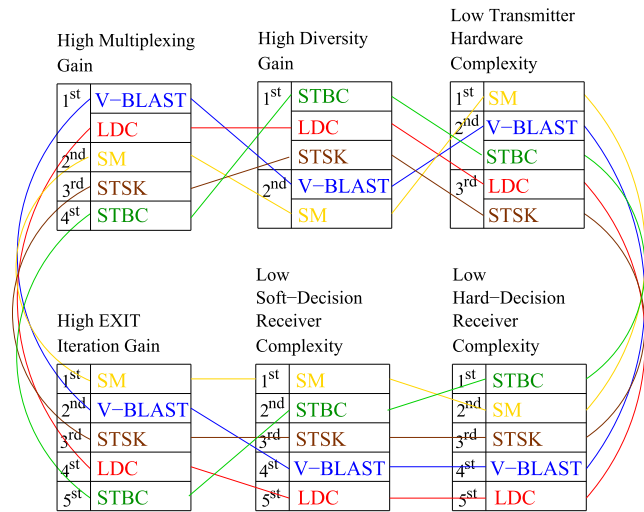 High Multiplexing
Gain
1st V−BLAST
LDC
2nd SM
3rd STSK
4st STBC
High Diversity
Gain
1st STBC
LDC
STSK
2nd V−BLAST
SM
Low Transmitter
Hardware
Complexity
1st SM
2nd V−BLAST
STBC
3rd LDC
STSK
High EXIT
Iteration Gain
1st SM
2nd V−BLAST
3rd STSK
4st LDC
5st STBC
Low
Soft−Decision
Receiver
Complexity
1st SM
2nd STBC
3rd STSK
4st V−BLAST
5st LDC
Low
Hard−Decision
Receiver
Complexity
1st STBC
2nd SM
3rd STSK
4st V−BLAST
5st LDC